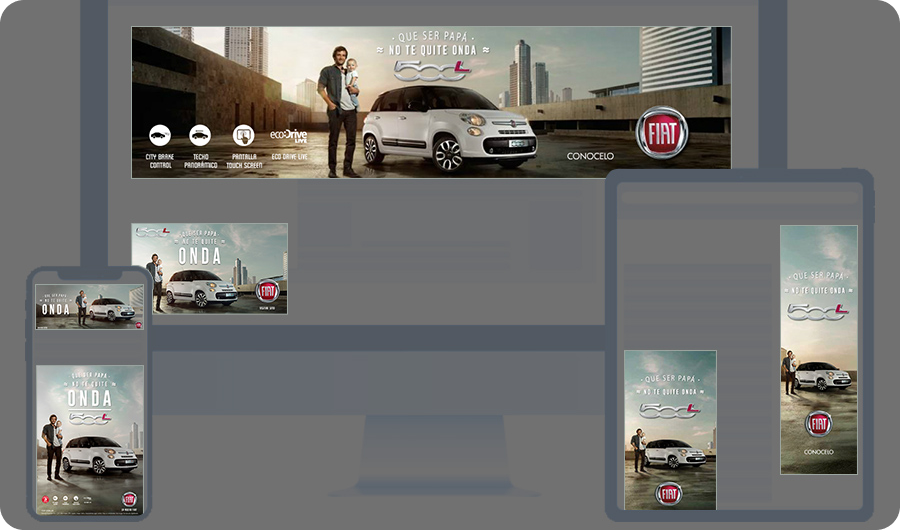 • QUE SER PAPÁ •
≈ NO TE QUITE ONDA ≈
500L
CITY BRAKE
CONTROL
TECHO
PANORÁMICO
PANTALLA
TOUCH SCREEN
ecoDrive
LIVE
ECO DRIVE LIVE
CONOCELO
FIAT
500L
QUE SER PAPÁ
NO TE QUITE
ONDA
FIAT
QUE SER PAPÁ
NO TE QUITE
ONDA
QUE SER PAPÁ
NO TE QUITE
ONDA
500L
FIAT
• QUE SER PAPÁ •
≈ NO TE QUITE ONDA ≈
500L
FIAT
• QUE SER PAPÁ •
≈ NO TE QUITE ONDA ≈
500L
FIAT
CONOCELO